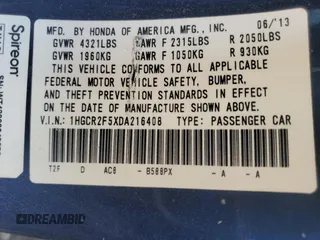 Spireon
MFD. BY HONDA OF AMERICA MFG., INC. 06/'13
GVWR 4321LBS GAWR F 2315LBS R 2050LBS
GVWR 1960KG GAWR F 1050KG R 930KG
THIS VEHICLE CONFORMS TO ALL APPLICABLE
FEDERAL MOTOR VEHICLE SAFETY, BUMPER,
AND THEFT PREVENTION STANDARDS IN EFFECT
ON THE DATE OF MANUFACTURE SHOWN ABOVE.
V.I.N.: 1HGCR2F5XDA216408 TYPE: PASSENGER CAR
T2F D AC8 - B588PX - A - A
DREAMBID